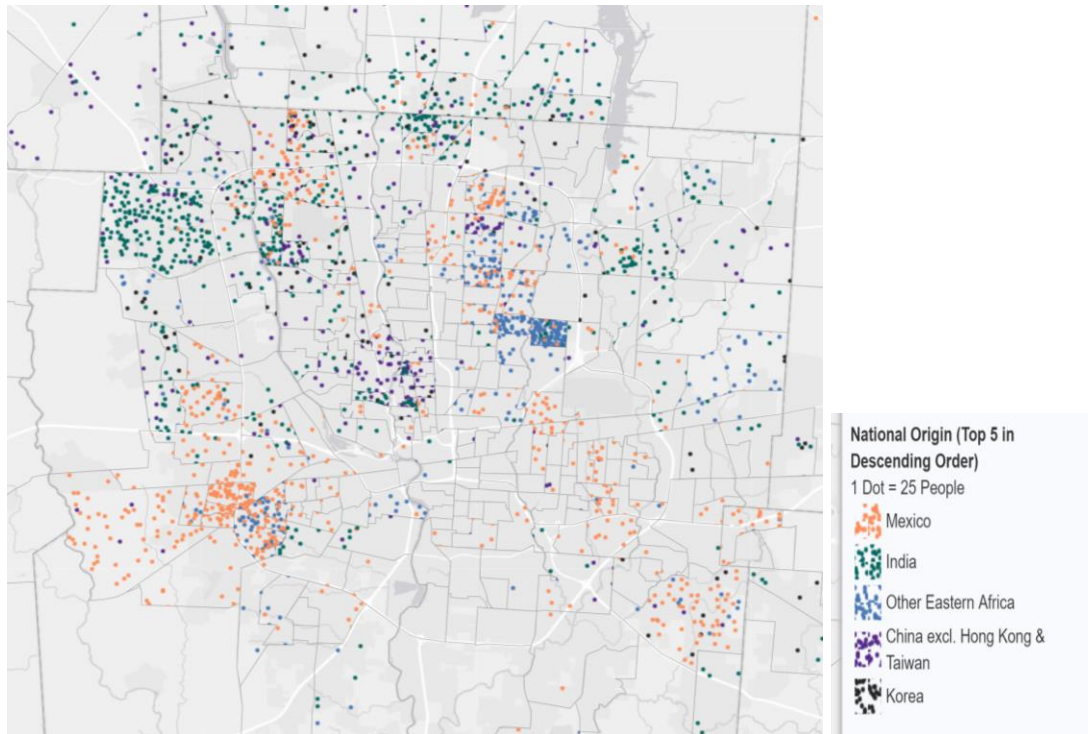 National Origin (Top 5 in
Descending Order)
1 Dot = 25 People
Mexico
India
Other Eastern Africa
China excl. Hong Kong &
Taiwan
Korea